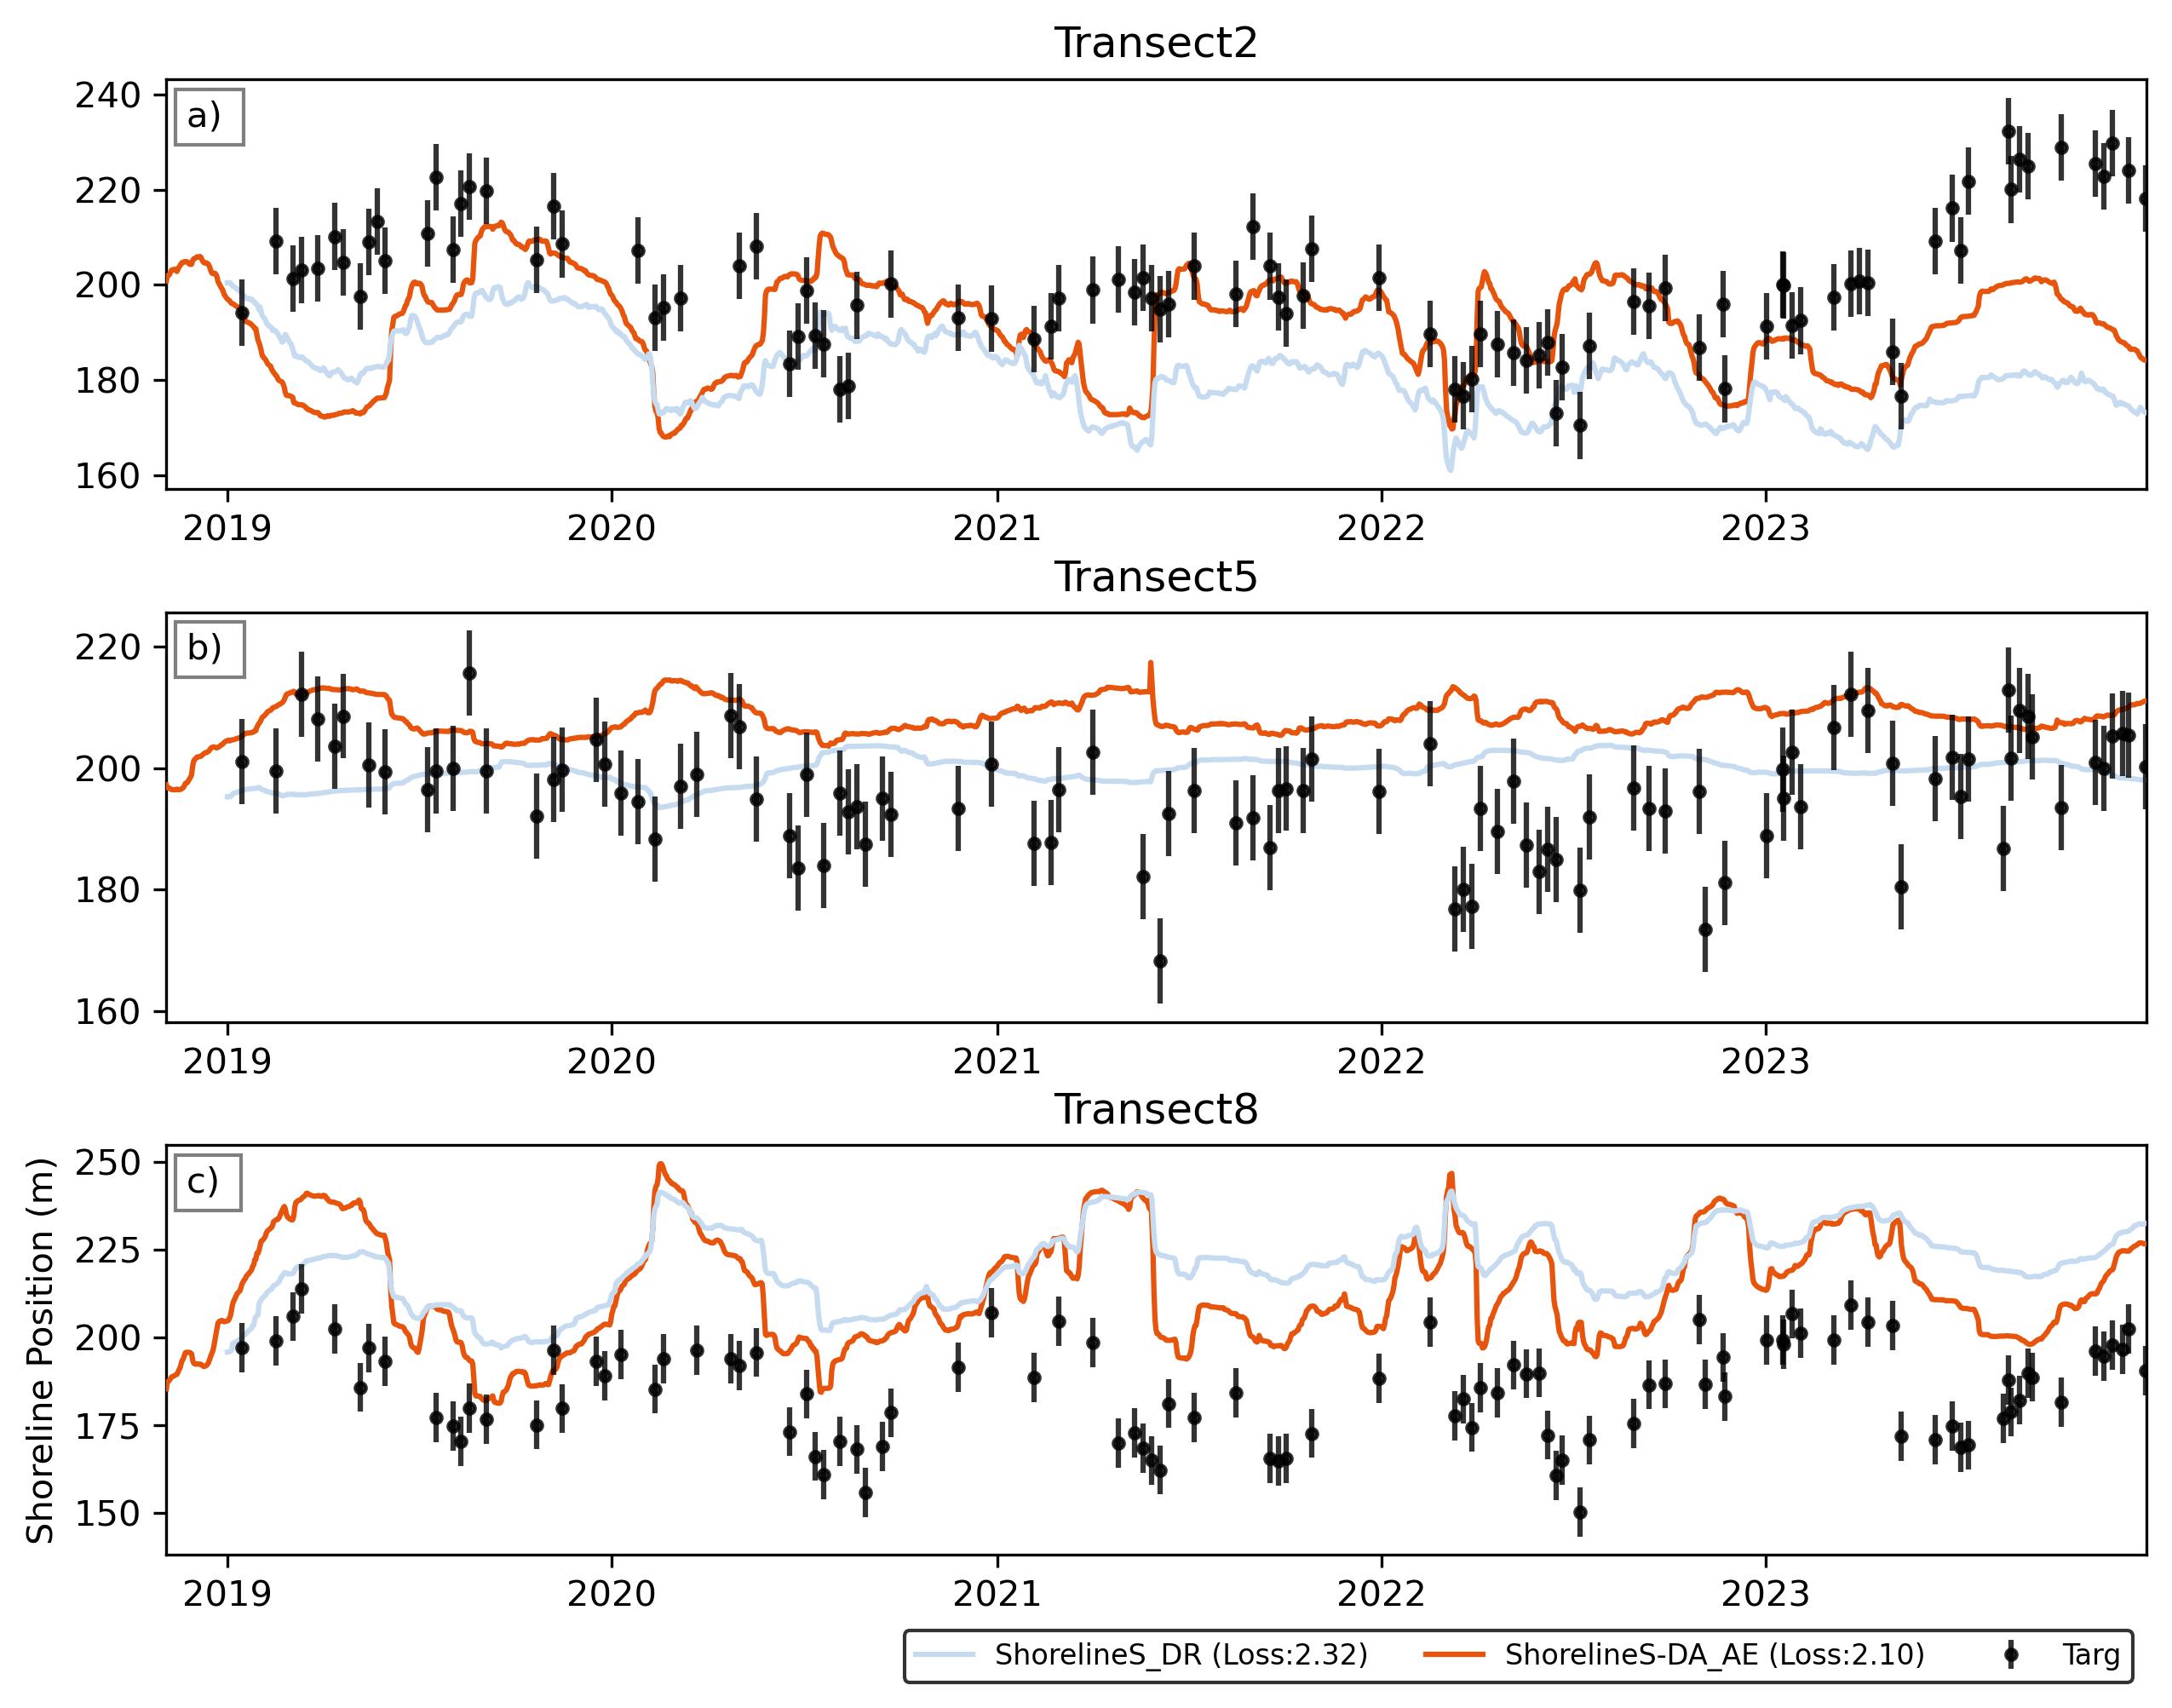 Transect2
a)
240
220
200
180
160
2019 2020 2021 2022 2023
Transect5
b)
220
200
180
160
2019 2020 2021 2022 2023
Transect8
c)
Shoreline Position (m)
250
225
200
175
150
2019 2020 2021 2022 2023
ShorelineS_DR (Loss:2.32) ShorelineS-DA_AE (Loss:2.10) Targ